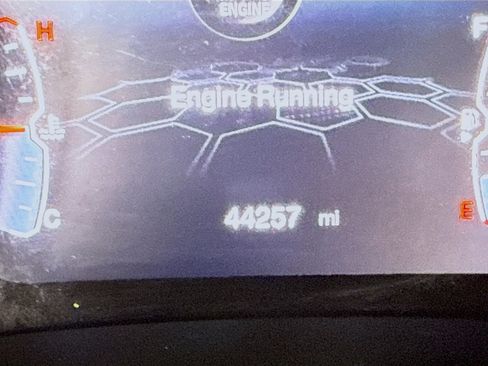 ENGINE
H F
Engine Running
C 44257 mi E